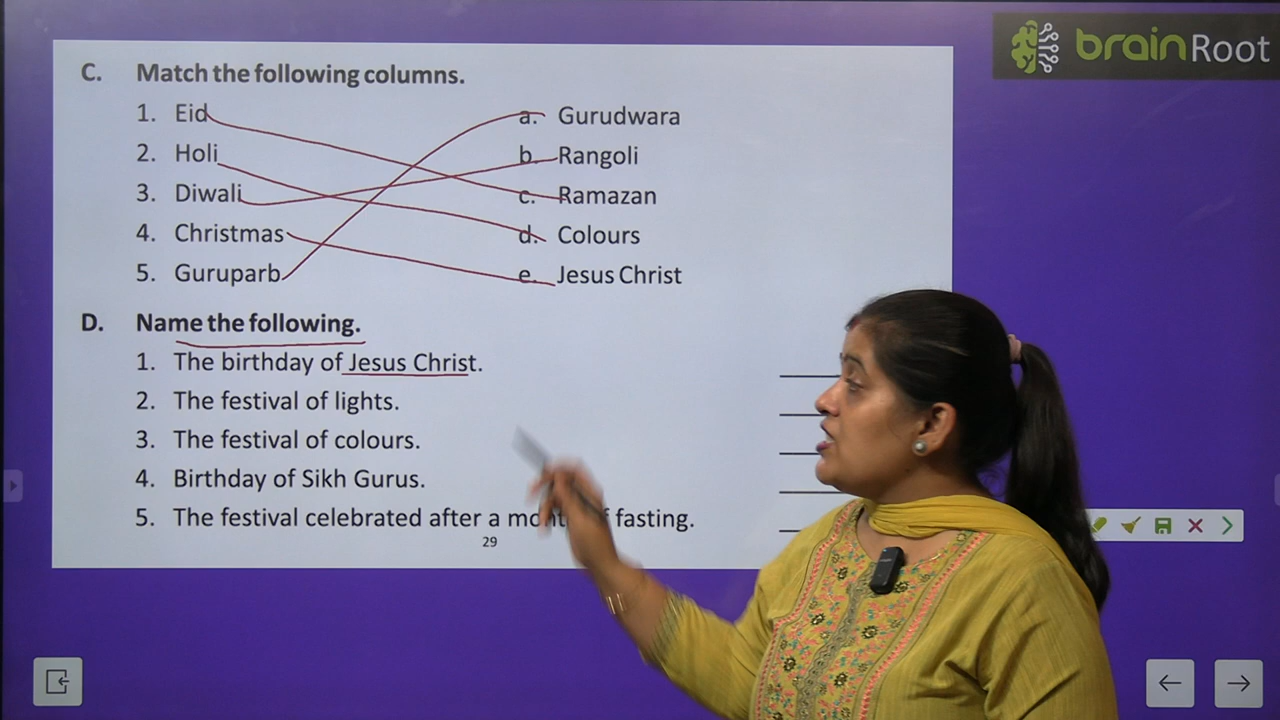 brainRoot
C. Match the following columns.
1. Eid a. Gurudwara
2. Holi b. Rangoli
3. Diwali c. Ramazan
4. Christmas d. Colours
5. Guruparb e. Jesus Christ
D. Name the following.
1. The birthday of Jesus Christ.
2. The festival of lights.
3. The festival of colours.
4. Birthday of Sikh Gurus.
5. The festival celebrated after a fasting.
29